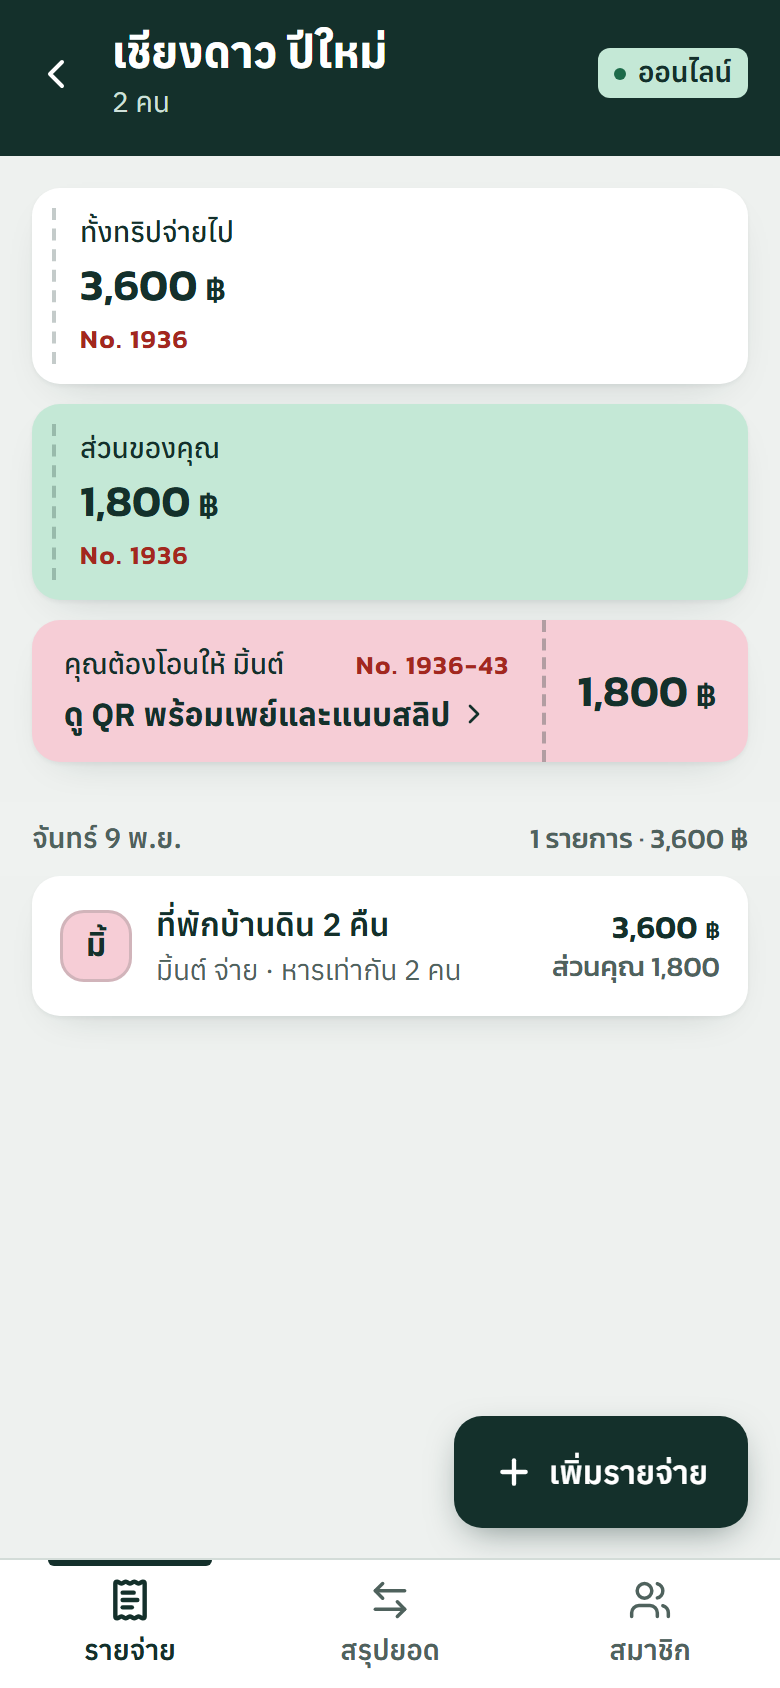 เชียงดาว ปีใหม่
2 คน
ออนไลน์
ทั้งทริปจ่ายไป
3,600 ฿
No. 1936
ส่วนของคุณ
1,800 ฿
No. 1936
คุณต้องโอนให้ มิ้นต์
No. 1936–43
ดู QR พร้อมเพย์และแนบสลิป
1,800 ฿
จันทร์ 9 พ.ย.
1 รายการ · 3,600 ฿
มิ้
ที่พักบ้านดิน 2 คืน
3,600 ฿
มิ้นต์ จ่าย · หารเท่ากัน 2 คน
ส่วนคุณ 1,800
เพิ่มรายจ่าย
รายจ่าย
สรุปยอด
สมาชิก